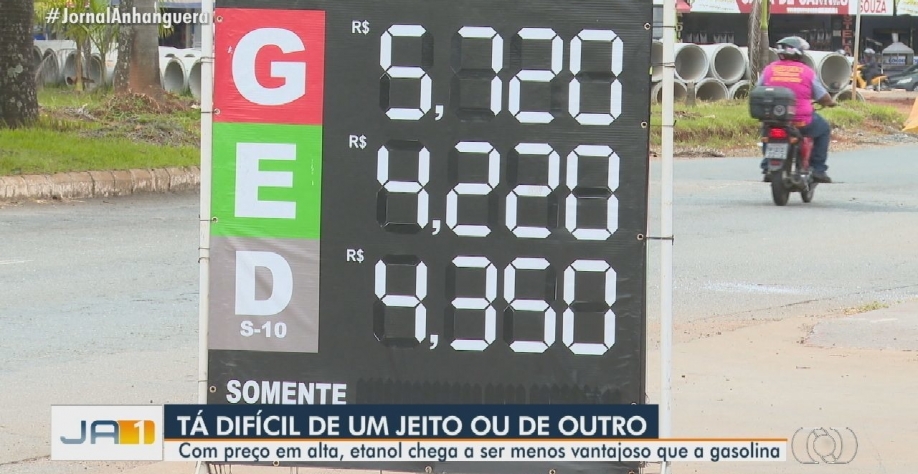 #JornalAnhanguera
G R$ 5,720
E R$ 4,220
D R$ 4,350
S-10
SOMENTE
JA1
TÁ DIFÍCIL DE UM JEITO OU DE OUTRO
Com preço em alta, etanol chega a ser menos vantajoso que a gasolina
SOUZA